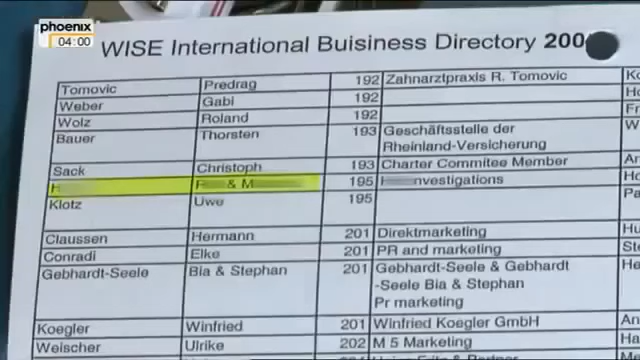 phoenix
04:00
WISE International Buisiness Directory 200
Tomovic Predrag 192 Zahnarztpraxis R. Tomovic
Weber Gabi 192
Wolz Roland 192
Bauer Thorsten 193 Geschäftsstelle der
Rheinland-Versicherung
Sack Christoph 193 Charter Commitee Member
H & M 195 nvestigations
Klotz Uwe 195
Claussen Hermann 201 Direktmarketing
Conradi Elke 201 PR and marketing
Gebhardt-Seele Bia & Stephan 201 Gebhardt-Seele & Gebhardt
-Seele Bia & Stephan
Pr marketing
Koegler Winfried 201 Winfried Koegler GmbH
Weischer Ulrike 202 M 5 Marketing